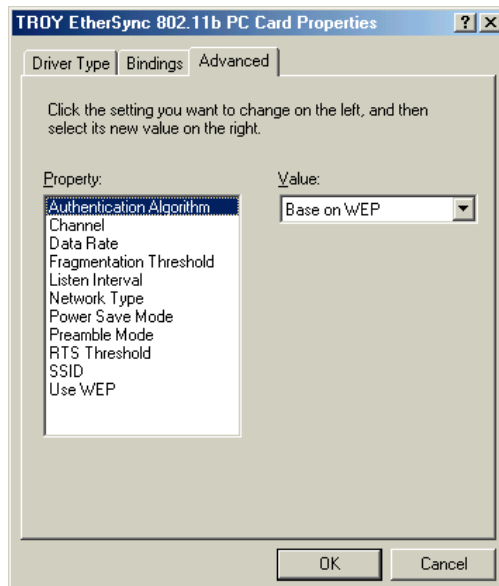 TROY EtherSync 802.11b PC Card Properties
Driver Type Bindings Advanced
Click the setting you want to change on the left, and then
select its new value on the right.
Property:
Authentication Algorithm
Channel
Data Rate
Fragmentation Threshold
Listen Interval
Network Type
Power Save Mode
Preamble Mode
RTS Threshold
SSID
Use WEP
Value:
Base on WEP
OK Cancel